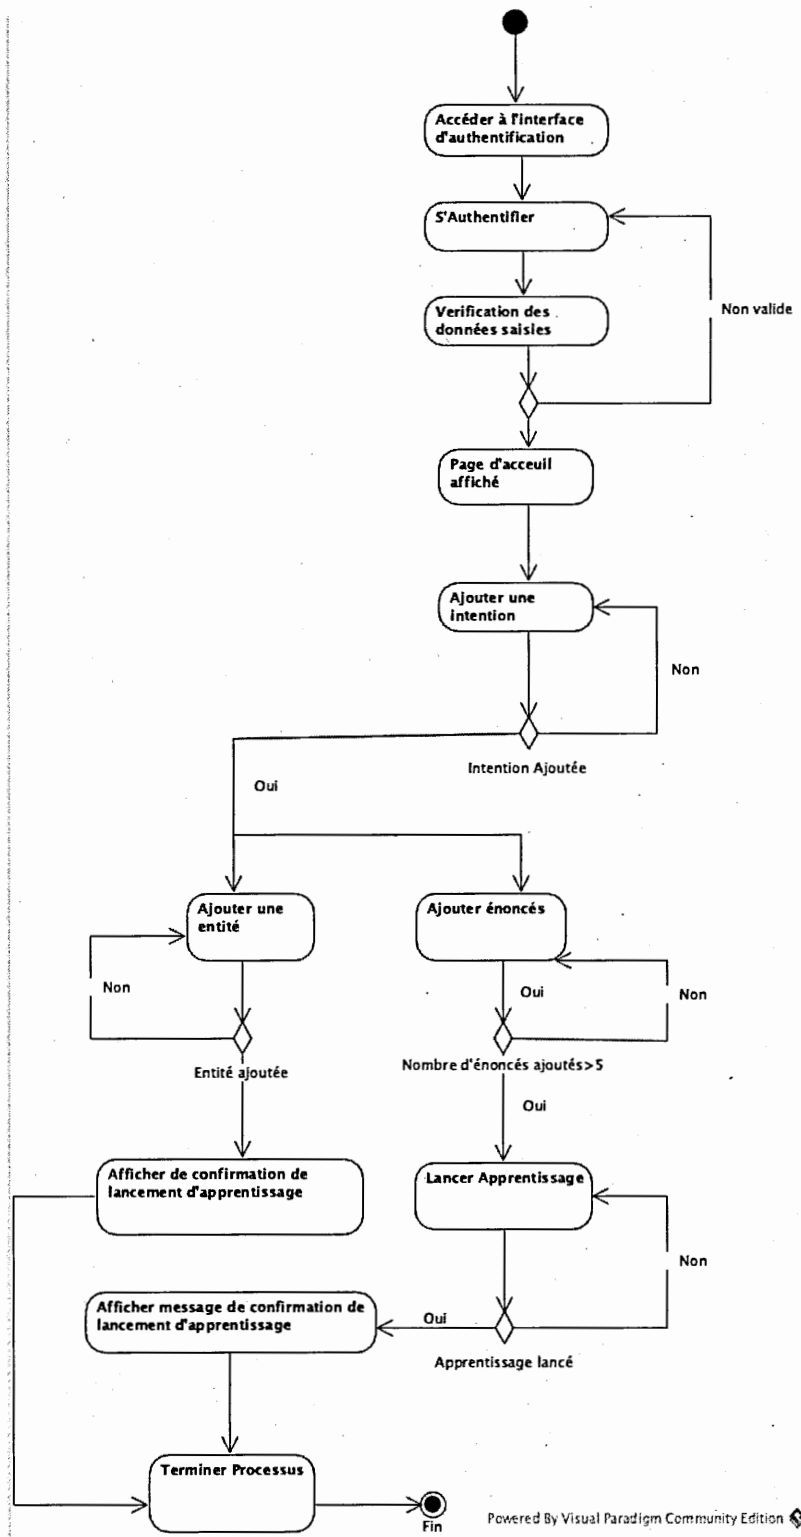 Accéder à l'interface
d'authentification
S'Authentifier
Verification des
données saisies
Non valide
Page d'acceuil
affiché
Ajouter une
intention
Non
Intention Ajoutée
Oui
Ajouter une
entité
Ajouter énoncés
Non
Oui
Non
Entité ajoutée
Nombre d'énoncés ajoutés>5
Oui
Afficher de confirmation de
lancement d'apprentissage
Lancer Apprentissage
Non
Afficher message de confirmation de
lancement d'apprentissage
Oui
Apprentissage lancé
Terminer Processus
Fin
Powered By Visual Paradigm Community Edition